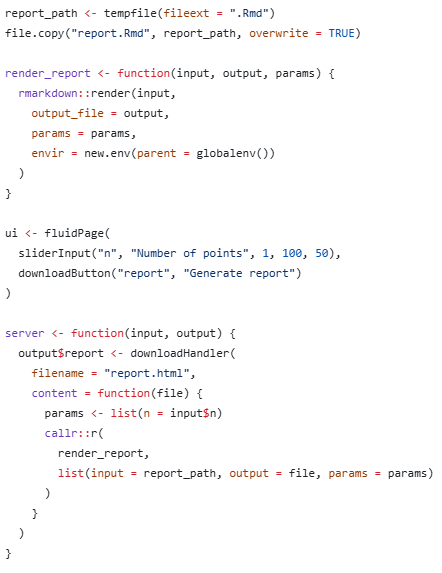 report_path <- tempfile(fileext = ".Rmd")
file.copy("report.Rmd", report_path, overwrite = TRUE)

render_report <- function(input, output, params) {
  rmarkdown::render(input,
    output_file = output,
    params = params,
    envir = new.env(parent = globalenv())
  )
}

ui <- fluidPage(
  sliderInput("n", "Number of points", 1, 100, 50),
  downloadButton("report", "Generate report")
)

server <- function(input, output) {
  output$report <- downloadHandler(
    filename = "report.html",
    content = function(file) {
      params <- list(n = input$n)
      callr::r(
        render_report,
        list(input = report_path, output = file, params = params)
      )
    }
  )
}